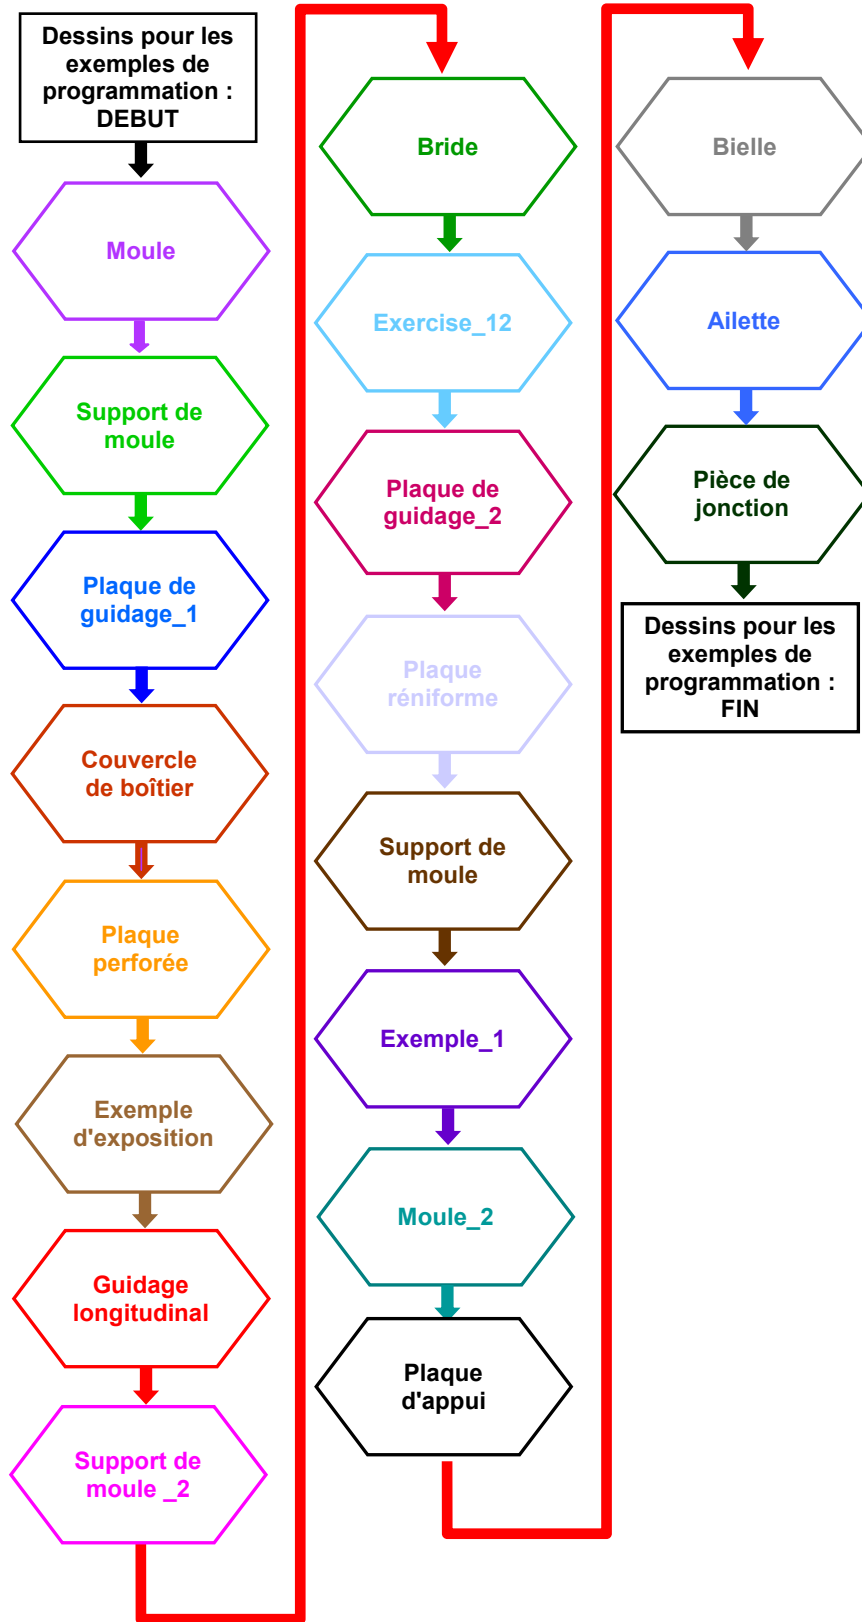 Dessins pour les
exemples de
programmation :
DEBUT
Moule
Support de
moule
Plaque de
guidage_1
Couvercle
de boîtier
Plaque
perforée
Exemple
d'exposition
Guidage
longitudinal
Support de
moule _2
Bride
Exercise_12
Plaque de
guidage_2
Plaque
réniforme
Support de
moule
Exemple_1
Moule_2
Plaque
d'appui
Bielle
Ailette
Pièce de
jonction
Dessins pour les
exemples de
programmation :
FIN